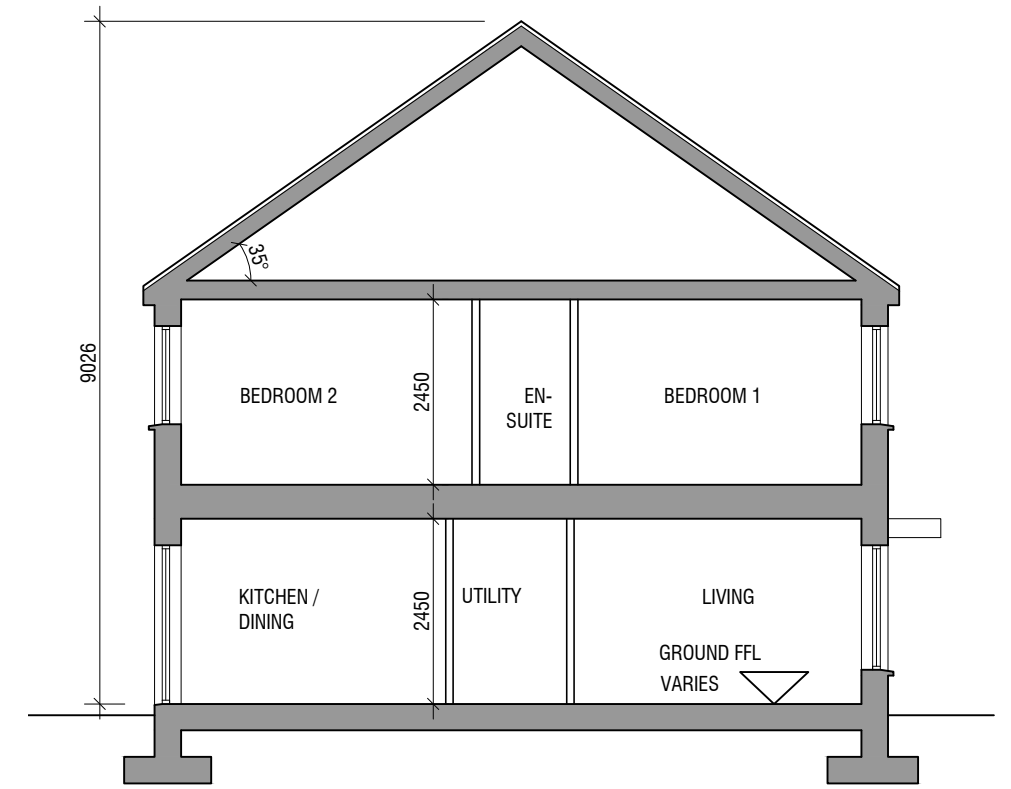 35°
9026
BEDROOM 2
2450
EN-
SUITE
BEDROOM 1
KITCHEN /
DINING
2450
UTILITY
LIVING
GROUND FFL
VARIES